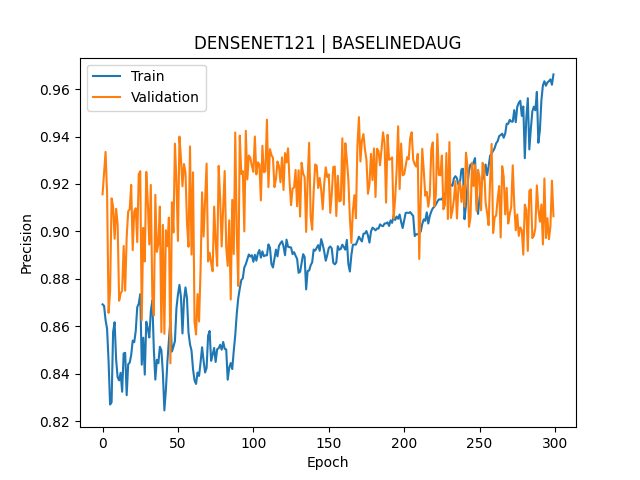 DENSENET121 | BASELINEDAUG
Train
Validation
Precision
0.96
0.94
0.92
0.90
0.88
0.86
0.84
0.82
0 50 100 150 200 250 300
Epoch